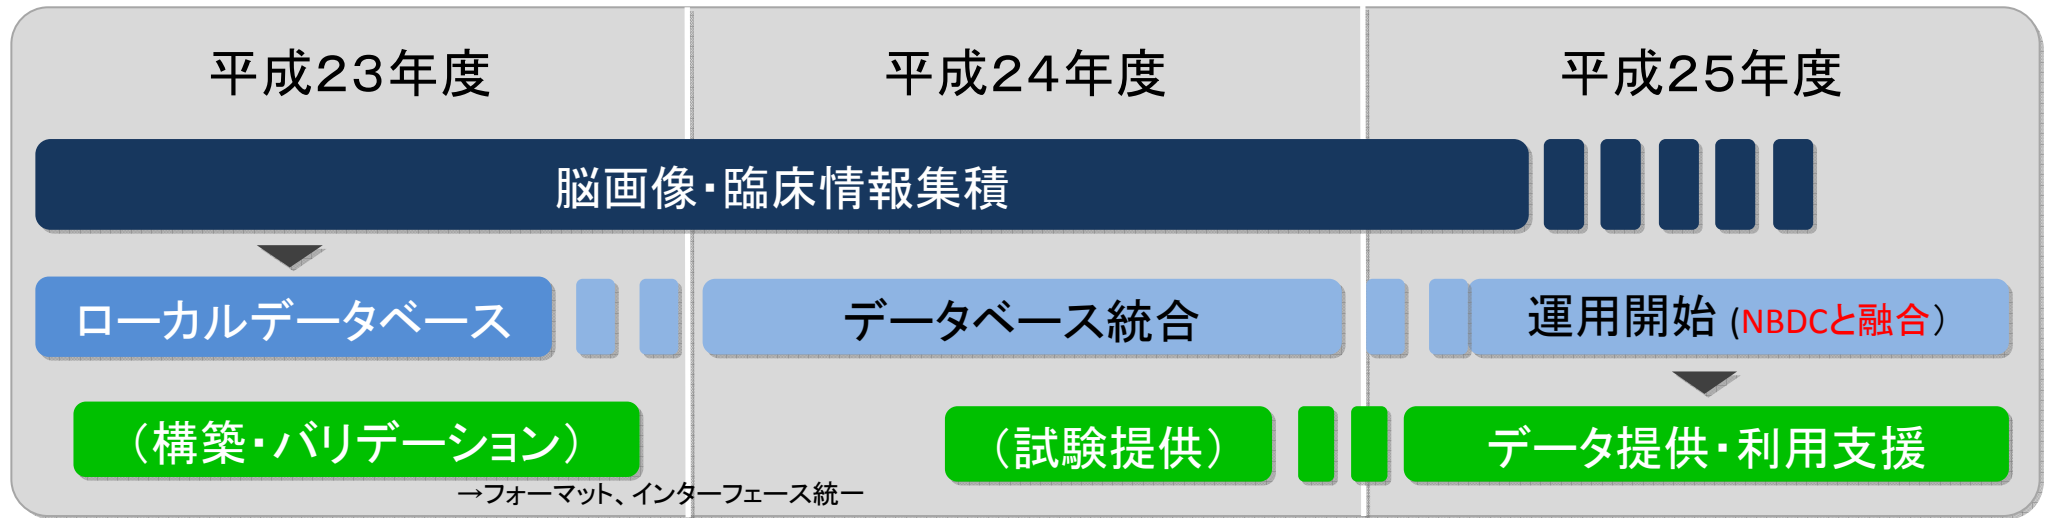 平成23年度
平成24年度
平成25年度
脳画像・臨床情報集積
ローカルデータベース
データベース統合
運用開始 (NBDCと融合）
（構築・バリデーション）
（試験提供）
データ提供・利用支援
→フォーマット、インターフェース統一